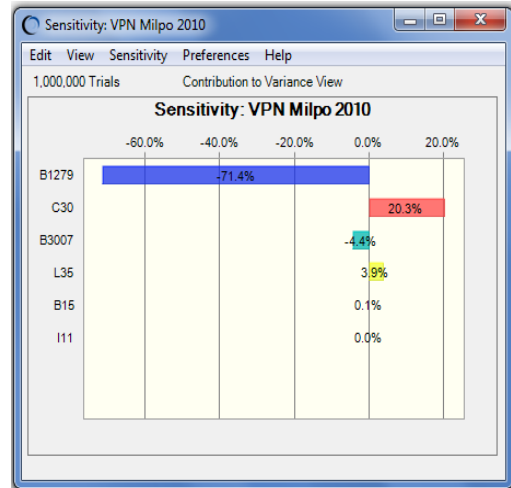 Sensitivity: VPN Milpo 2010
Edit View Sensitivity Preferences Help
1,000,000 Trials Contribution to Variance View
Sensitivity: VPN Milpo 2010
-60.0% -40.0% -20.0% 0.0% 20.0%
B1279 -71.4%
C30 20.3%
B3007 -4.4%
L35 3.9%
B15 0.1%
I11 0.0%